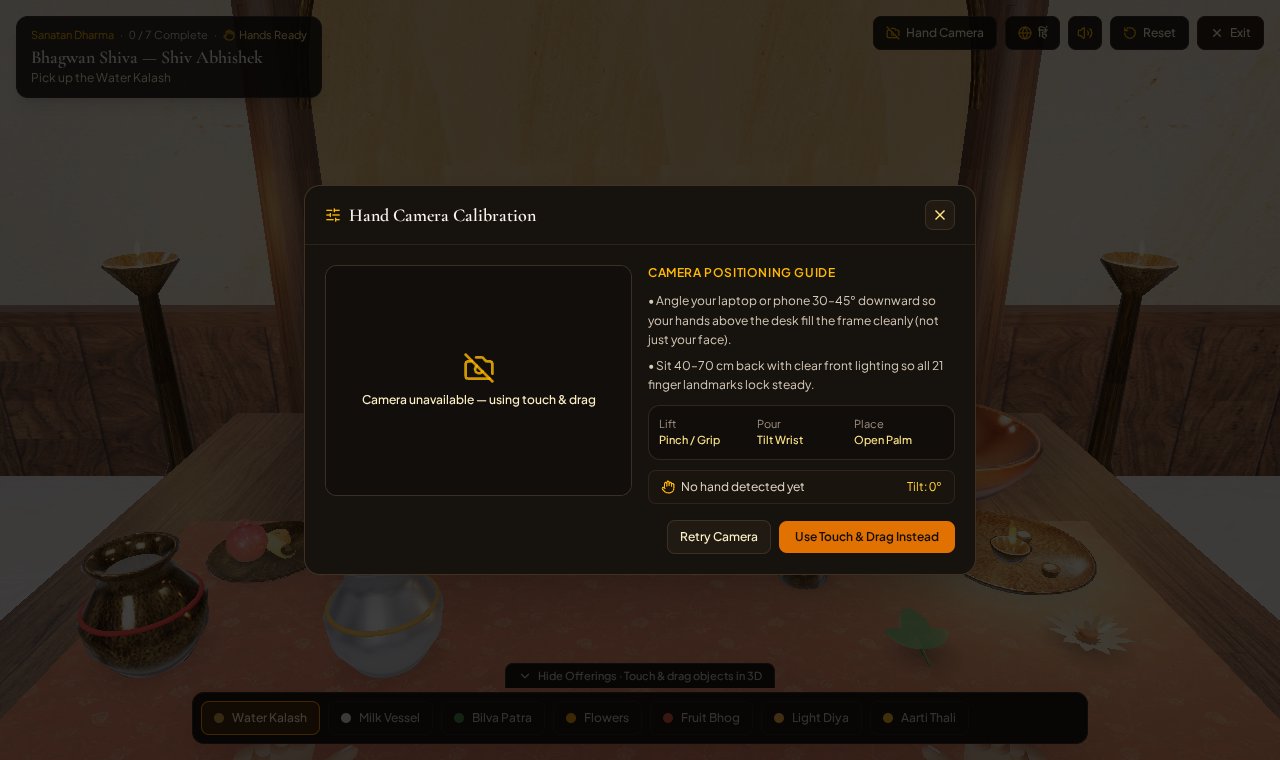 Sanatan Dharma · 0 / 7 Complete · Hands Ready
Bhagwan Shiva — Shiv Abhishek
Pick up the Water Kalash
Hand Camera
हिं
Reset
Exit
Hand Camera Calibration
Camera unavailable — using touch & drag
CAMERA POSITIONING GUIDE
• Angle your laptop or phone 30–45° downward so
your hands above the desk fill the frame cleanly (not
just your face).
• Sit 40–70 cm back with clear front lighting so all 21
finger landmarks lock steady.
Lift Pour Place
Pinch / Grip Tilt Wrist Open Palm
No hand detected yet Tilt: 0°
Retry Camera Use Touch & Drag Instead
Hide Offerings · Touch & drag objects in 3D
Water Kalash Milk Vessel Bilva Patra Flowers Fruit Bhog Light Diya Aarti Thali